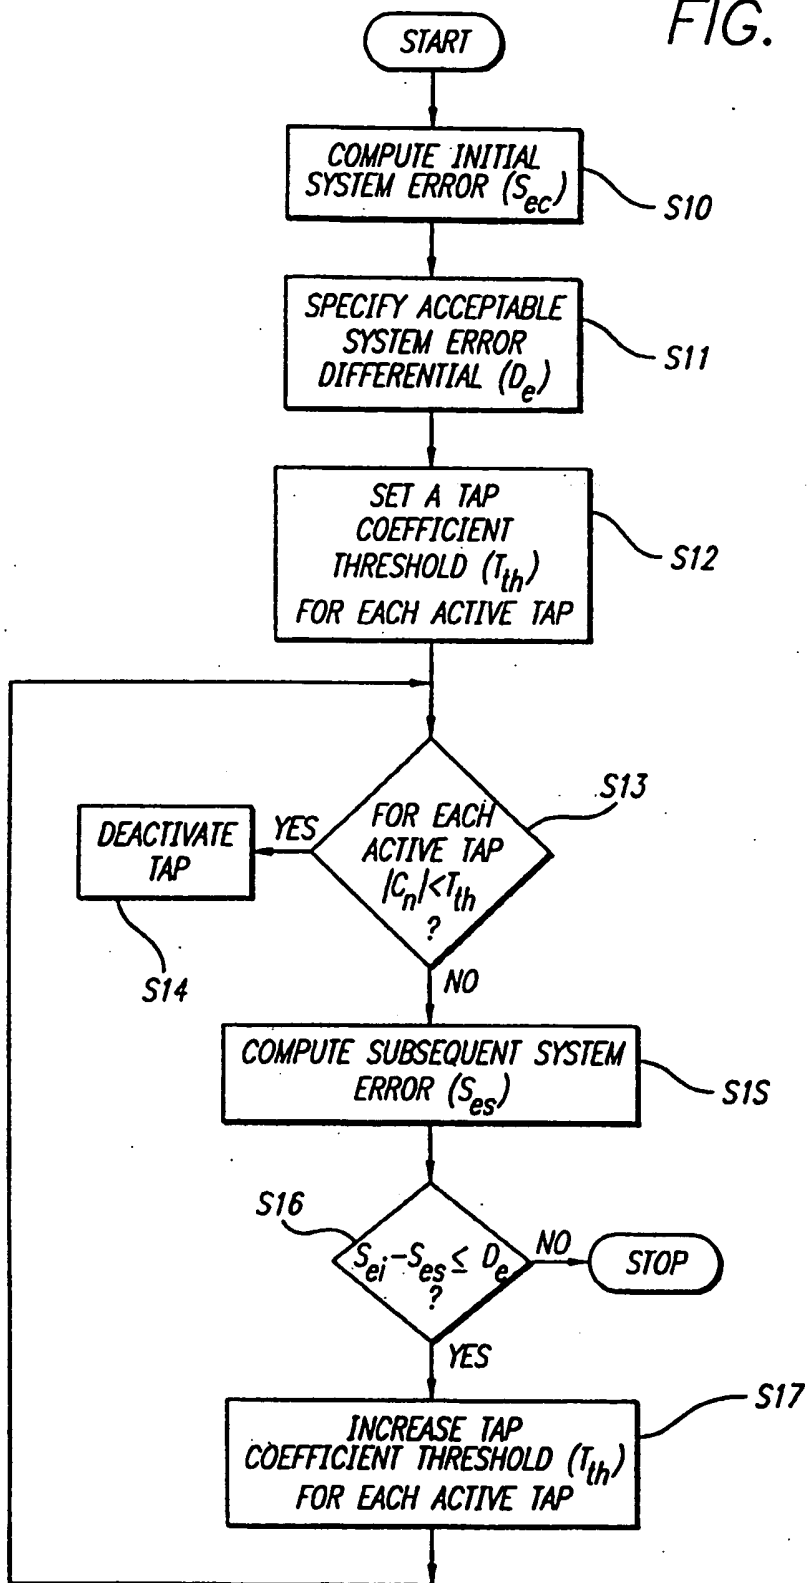 FIG.
START
COMPUTE INITIAL
SYSTEM ERROR (Sec)
S10
SPECIFY ACCEPTABLE
SYSTEM ERROR
DIFFERENTIAL (De)
S11
SET A TAP
COEFFICIENT
THRESHOLD (Tth)
FOR EACH ACTIVE TAP
S12
S13
FOR EACH
ACTIVE TAP
|Cn|<Tth
?
YES
DEACTIVATE
TAP
S14
NO
COMPUTE SUBSEQUENT SYSTEM
ERROR (Ses)
S1S
S16
Sei-Ses≤ De
?
NO
STOP
YES
INCREASE TAP
COEFFICIENT THRESHOLD (Tth)
FOR EACH ACTIVE TAP
S17